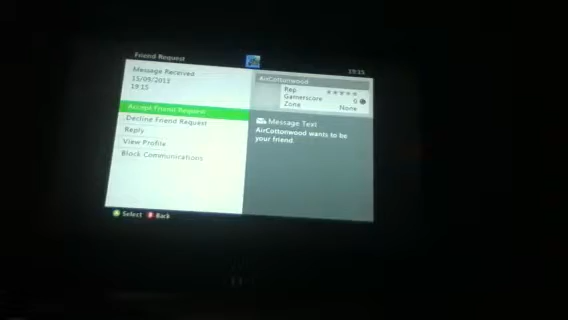 Friend Request
19:15
Message Received
15/09/2013
19:15
Accept Friend Request
Decline Friend Request
Reply
View Profile
Block Communications
AirCottonwood
Rep
Gamerscore 0
Zone None
Message Text
AirCottonwood wants to be
your friend.
Select Back